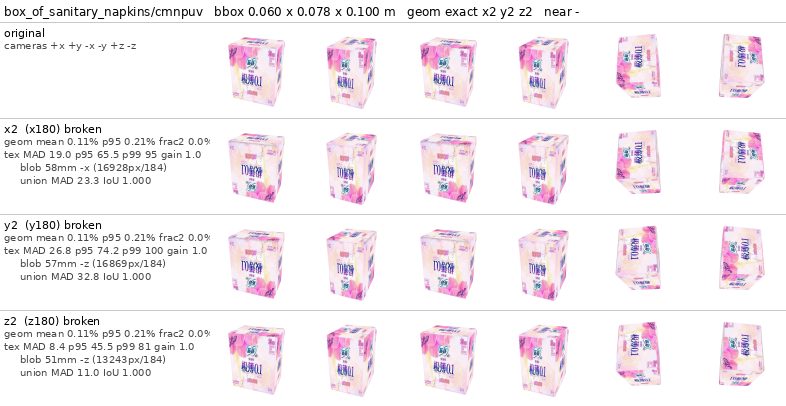 box_of_sanitary_napkins/cmnpuv bbox 0.060 x 0.078 x 0.100 m geom exact x2 y2 z2 near -
original
cameras +x +y -x -y +z -z
x2 (x180) broken
geom mean 0.11% p95 0.21% frac2 0.0%
tex MAD 19.0 p95 65.5 p99 95 gain 1.0
blob 58mm -x (16928px/184)
union MAD 23.3 IoU 1.000
y2 (y180) broken
geom mean 0.11% p95 0.21% frac2 0.0%
tex MAD 26.8 p95 74.2 p99 100 gain 1.0
blob 57mm -z (16869px/184)
union MAD 32.8 IoU 1.000
z2 (z180) broken
geom mean 0.11% p95 0.21% frac2 0.0%
tex MAD 8.4 p95 45.5 p99 81 gain 1.0
blob 51mm -z (13243px/184)
union MAD 11.0 IoU 1.000